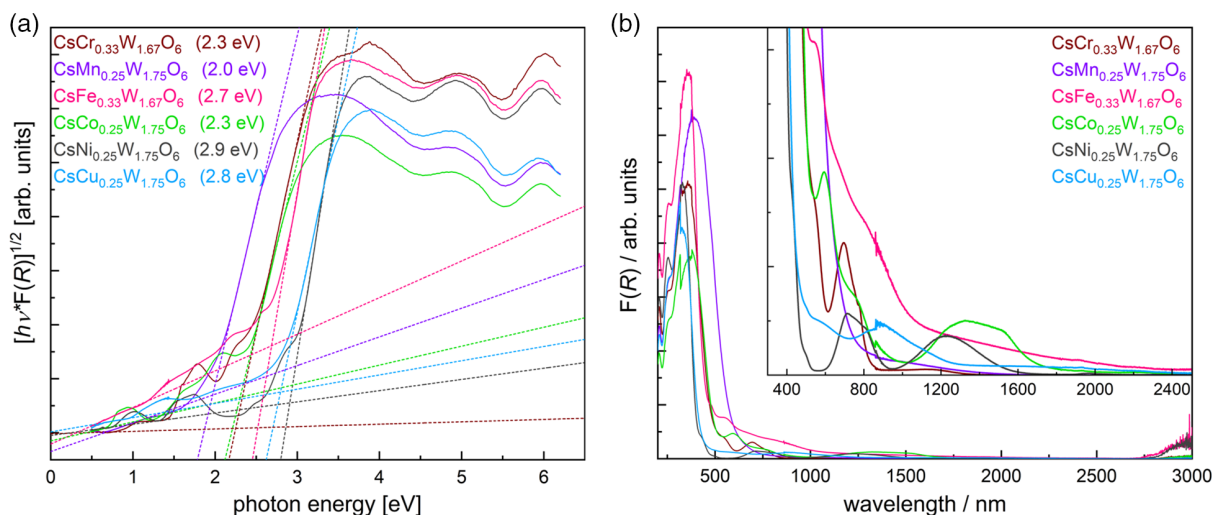 (a)
CsCr0.33W1.67O6 (2.3 eV)
CsMn0.25W1.75O6 (2.0 eV)
CsFe0.33W1.67O6 (2.7 eV)
CsCo0.25W1.75O6 (2.3 eV)
CsNi0.25W1.75O6 (2.9 eV)
CsCu0.25W1.75O6 (2.8 eV)
[hν*F(R)]1/2 [arb. units]
0 1 2 3 4 5 6
photon energy [eV]
(b)
CsCr0.33W1.67O6
CsMn0.25W1.75O6
CsFe0.33W1.67O6
CsCo0.25W1.75O6
CsNi0.25W1.75O6
CsCu0.25W1.75O6
F(R) / arb. units
400 800 1200 1600 2000 2400
500 1000 1500 2000 2500 3000
wavelength / nm